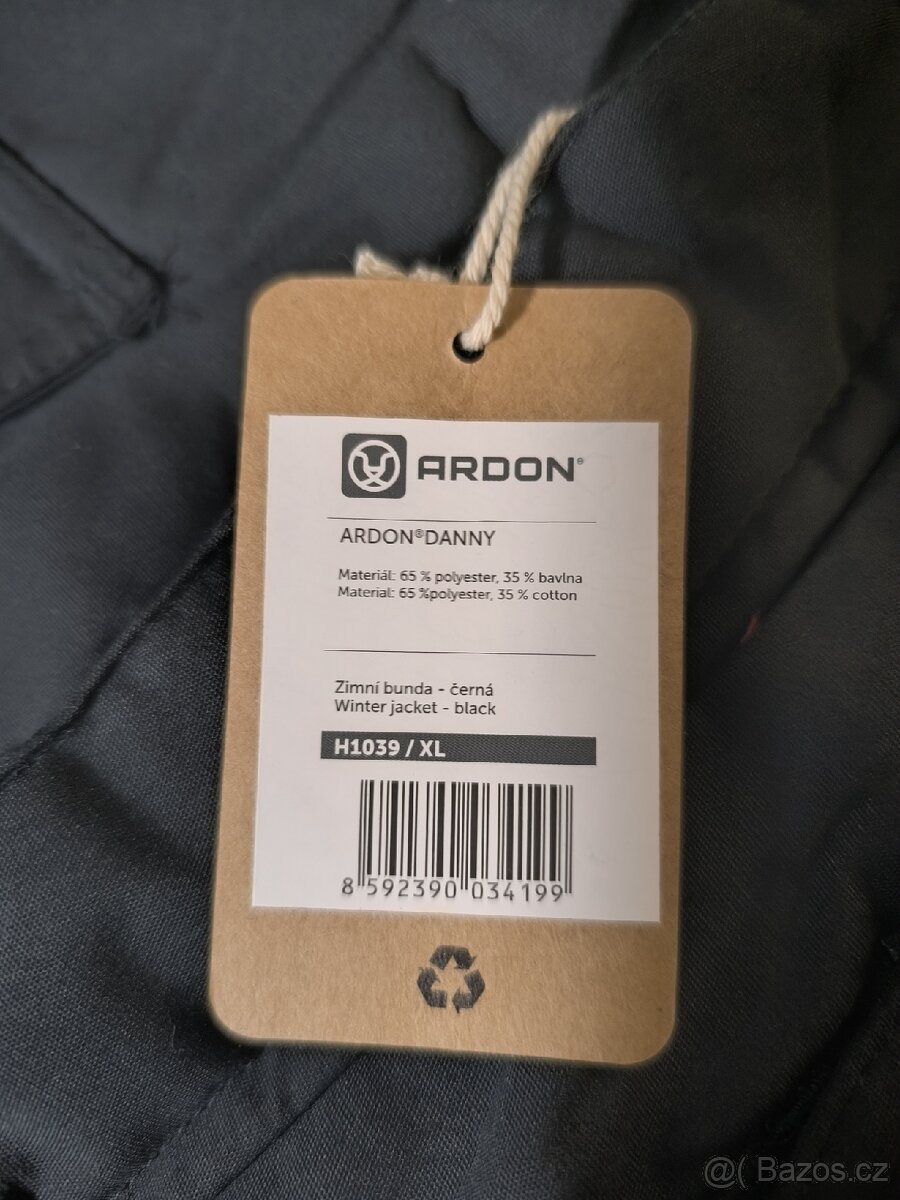 ARDON®
ARDON®DANNY
Materiál: 65 % polyester, 35 % bavlna
Material: 65 %polyester, 35 % cotton
Zimní bunda - černá
Winter jacket - black
H1039 / XL
8 592390 034199
@( Bazos.cz